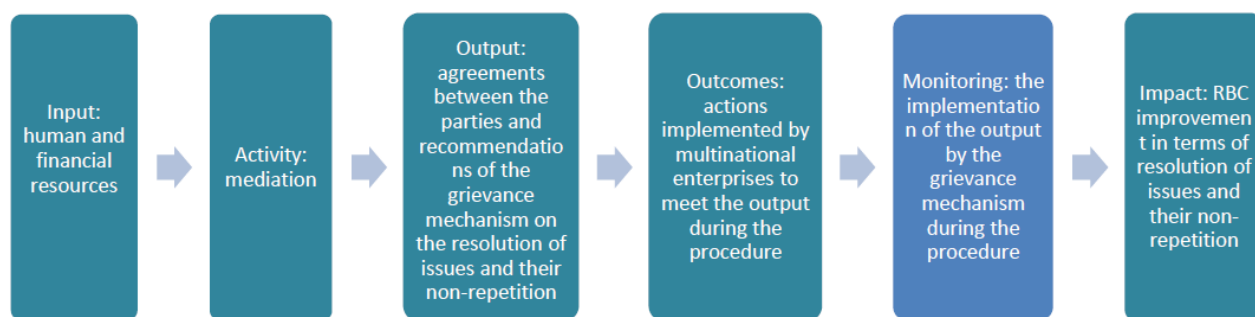 Input:
human and
financial
resources
Activity:
mediation
Output:
agreements
between the
parties and
recommendatio
ns of the
grievance
mechanism on
the resolution of
issues and their
non-repetition
Outcomes:
actions
implemented by
multinational
enterprises to
meet the output
during the
procedure
Monitoring: the
implementatio
n of the output
by the
grievance
mechanism
during the
procedure
Impact: RBC
improvemen
t in terms of
resolution of
issues and
their non-
repetition